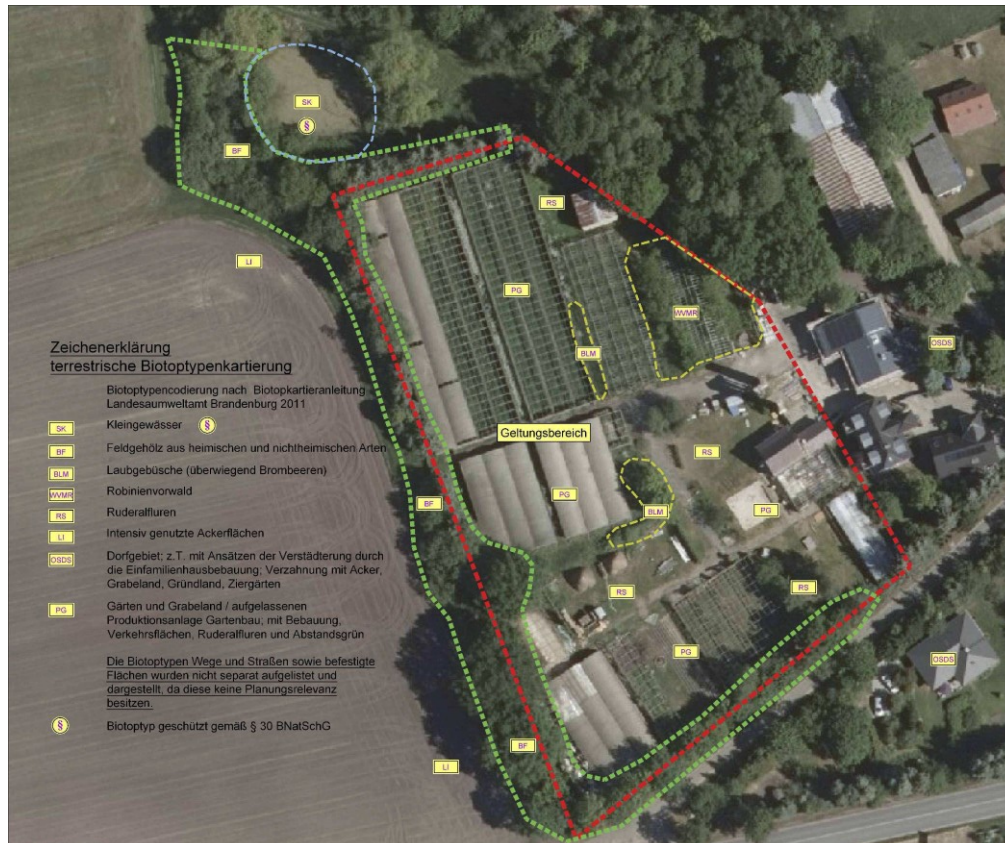 SK
§
BF
RS
LI
PG
WVMR
BLM
OSDS
Geltungsbereich
RS
PG
BLM
PG
BF
RS
RS
PG
OSDS
BF
LI
Zeichenerklärung
terrestrische Bioptoptypenkartierung
Biotoptypencodierung nach Biotopkartieranleitung
Landesaumweltamt Brandenburg 2011
SK Kleingewässer §
BF Feldgehölz aus heimischen und nichtheimischen Arten
BLM Laubgebüsche (überwiegend Brombeeren)
WVMR Robinienvorwald
RS Ruderalfluren
LI Intensiv genutzte Ackerflächen
OSDS Dorfgebiet; z.T. mit Ansätzen der Verstädterung durch
die Einfamilienhausbebauung; Verzahnung mit Acker,
Grabeland, Gründland, Ziergärten
PG Gärten und Grabeland / aufgelassenen
Produktionsanlage Gartenbau; mit Bebauung,
Verkehrsflächen, Ruderalfluren und Abstandsgrün
Die Biotoptypen Wege und Straßen sowie befestigte
Flächen wurden nicht separat aufgelistet und
dargestellt, da diese keine Planungsrelevanz
besitzen.
§ Biotoptyp geschützt gemäß § 30 BNatSchG